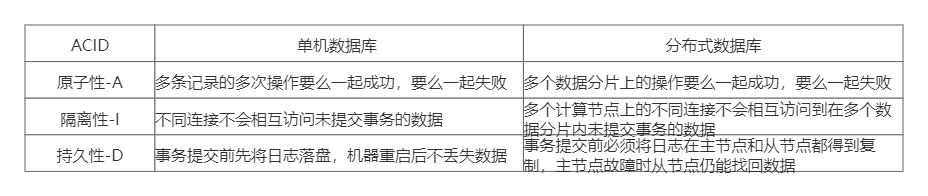 ACID 单机数据库 分布式数据库
原子性-A 多条记录的多次操作要么一起成功，要么一起失败 多个数据分片上的操作要么一起成功，要么一起失败
隔离性-I 不同连接不会相互访问未提交事务的数据 多个计算节点上的不同连接不会相互访问到在多个数
据分片内未提交事务的数据
持久性-D 事务提交前先将日志落盘，机器重启后不丢失数据 事务提交前必须将日志在主节点和从节点都得到复
制，主节点故障时从节点仍能找回数据